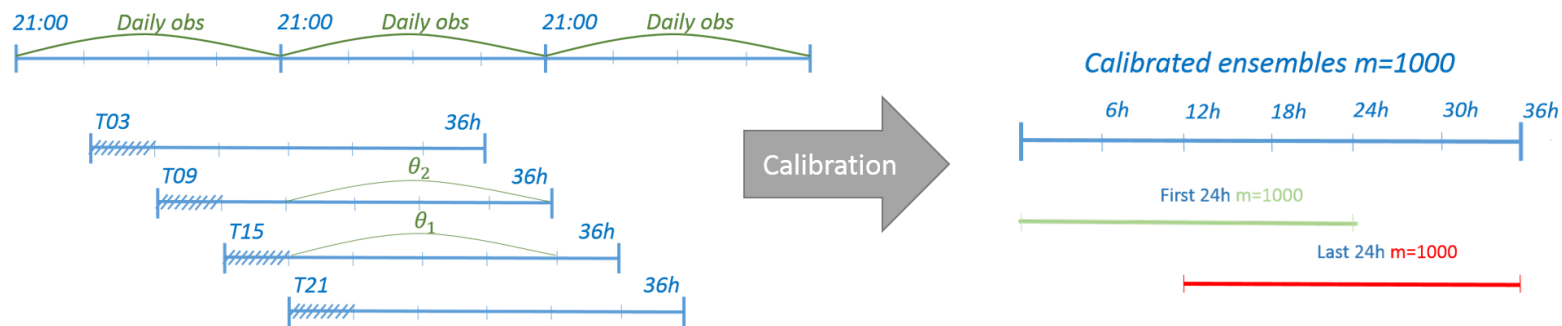 21:00 Daily obs 21:00 Daily obs 21:00 Daily obs
T03 36h
θ₂
T09 36h
θ₁
T15 36h
T21 36h
Calibration
Calibrated ensembles m=1000
6h 12h 18h 24h 30h 36h
First 24h m=1000
Last 24h m=1000